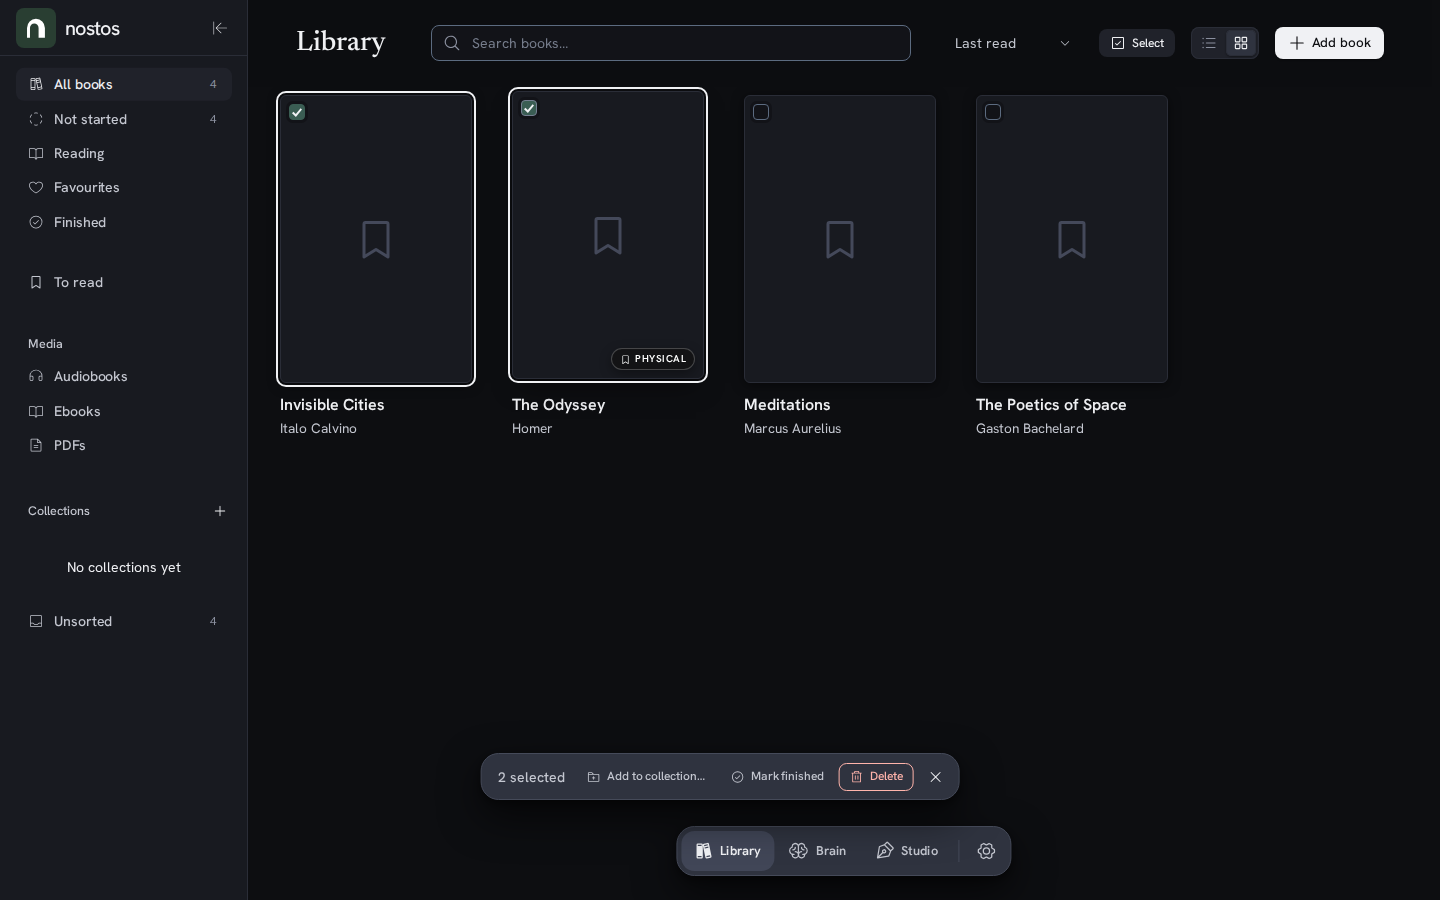 nostos
All books 4
Not started 4
Reading
Favourites
Finished
To read
Media
Audiobooks
Ebooks
PDFs
Collections
No collections yet
Unsorted 4
Library
Search books...
Last read
Select
Add book
PHYSICAL
Invisible Cities
Italo Calvino
The Odyssey
Homer
Meditations
Marcus Aurelius
The Poetics of Space
Gaston Bachelard
2 selected
Add to collection...
Mark finished
Delete
Library
Brain
Studio